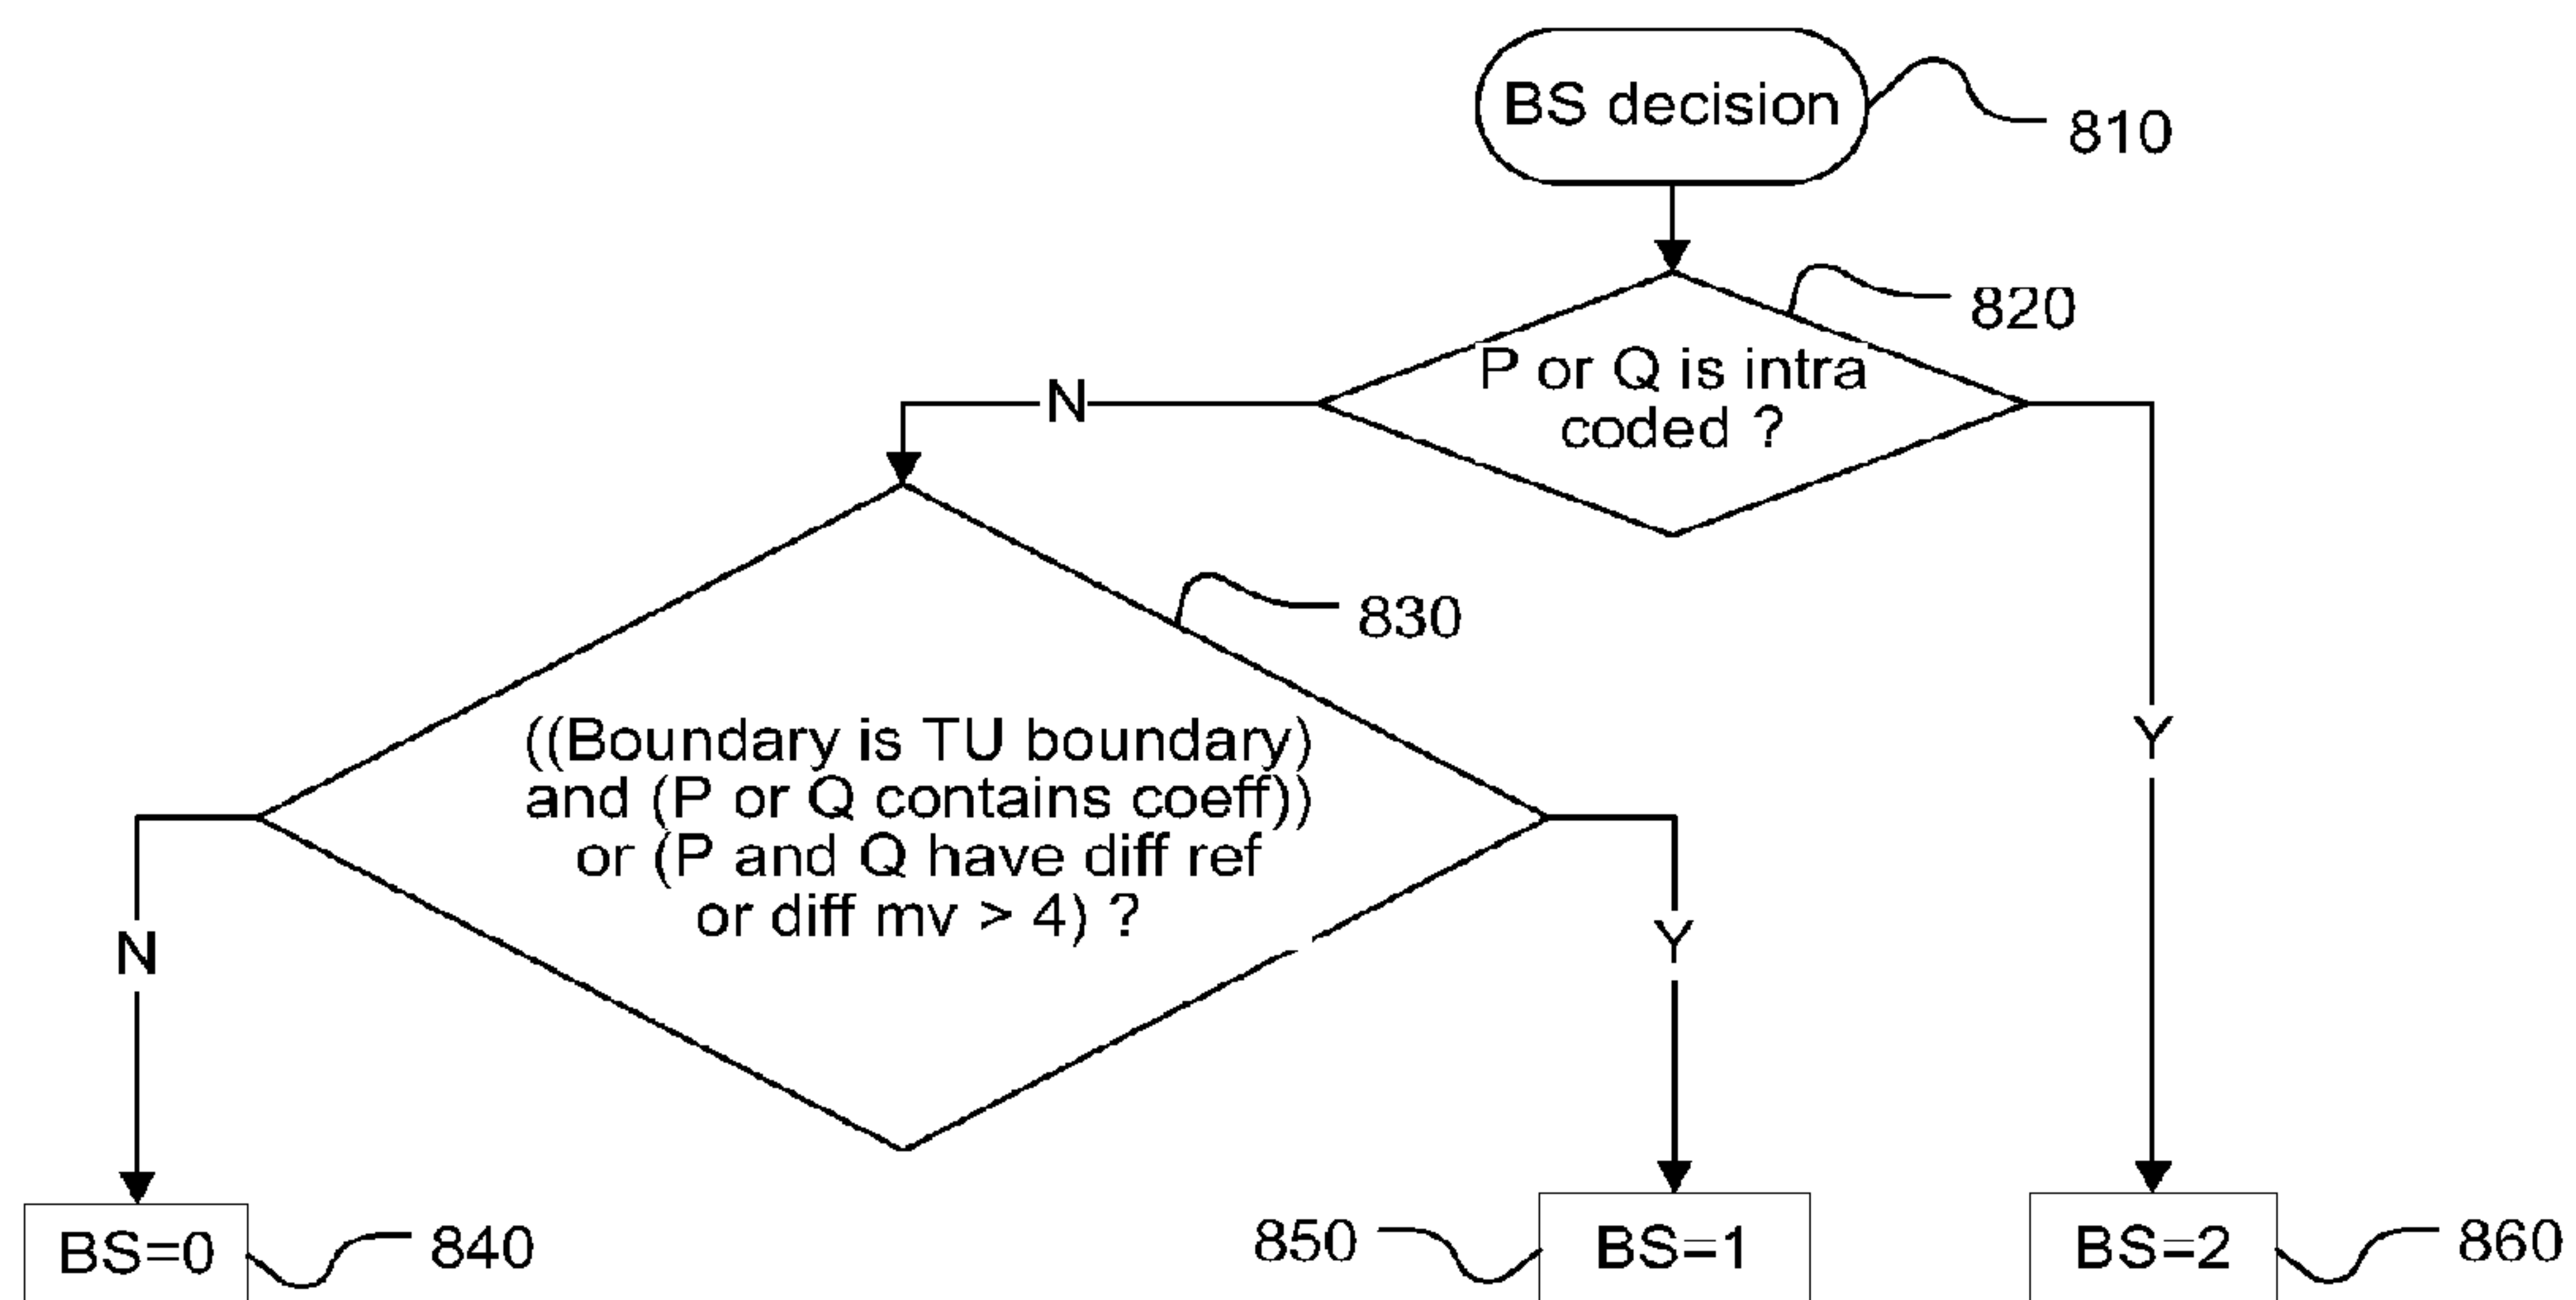 BS decision
810
820
P or Q is intra
coded ?
N
830
((Boundary is TU boundary)
and (P or Q contains coeff))
or (P and Q have diff ref
or diff mv > 4) ?
Y
N
Y
BS=0
840
850
BS=1
BS=2
860